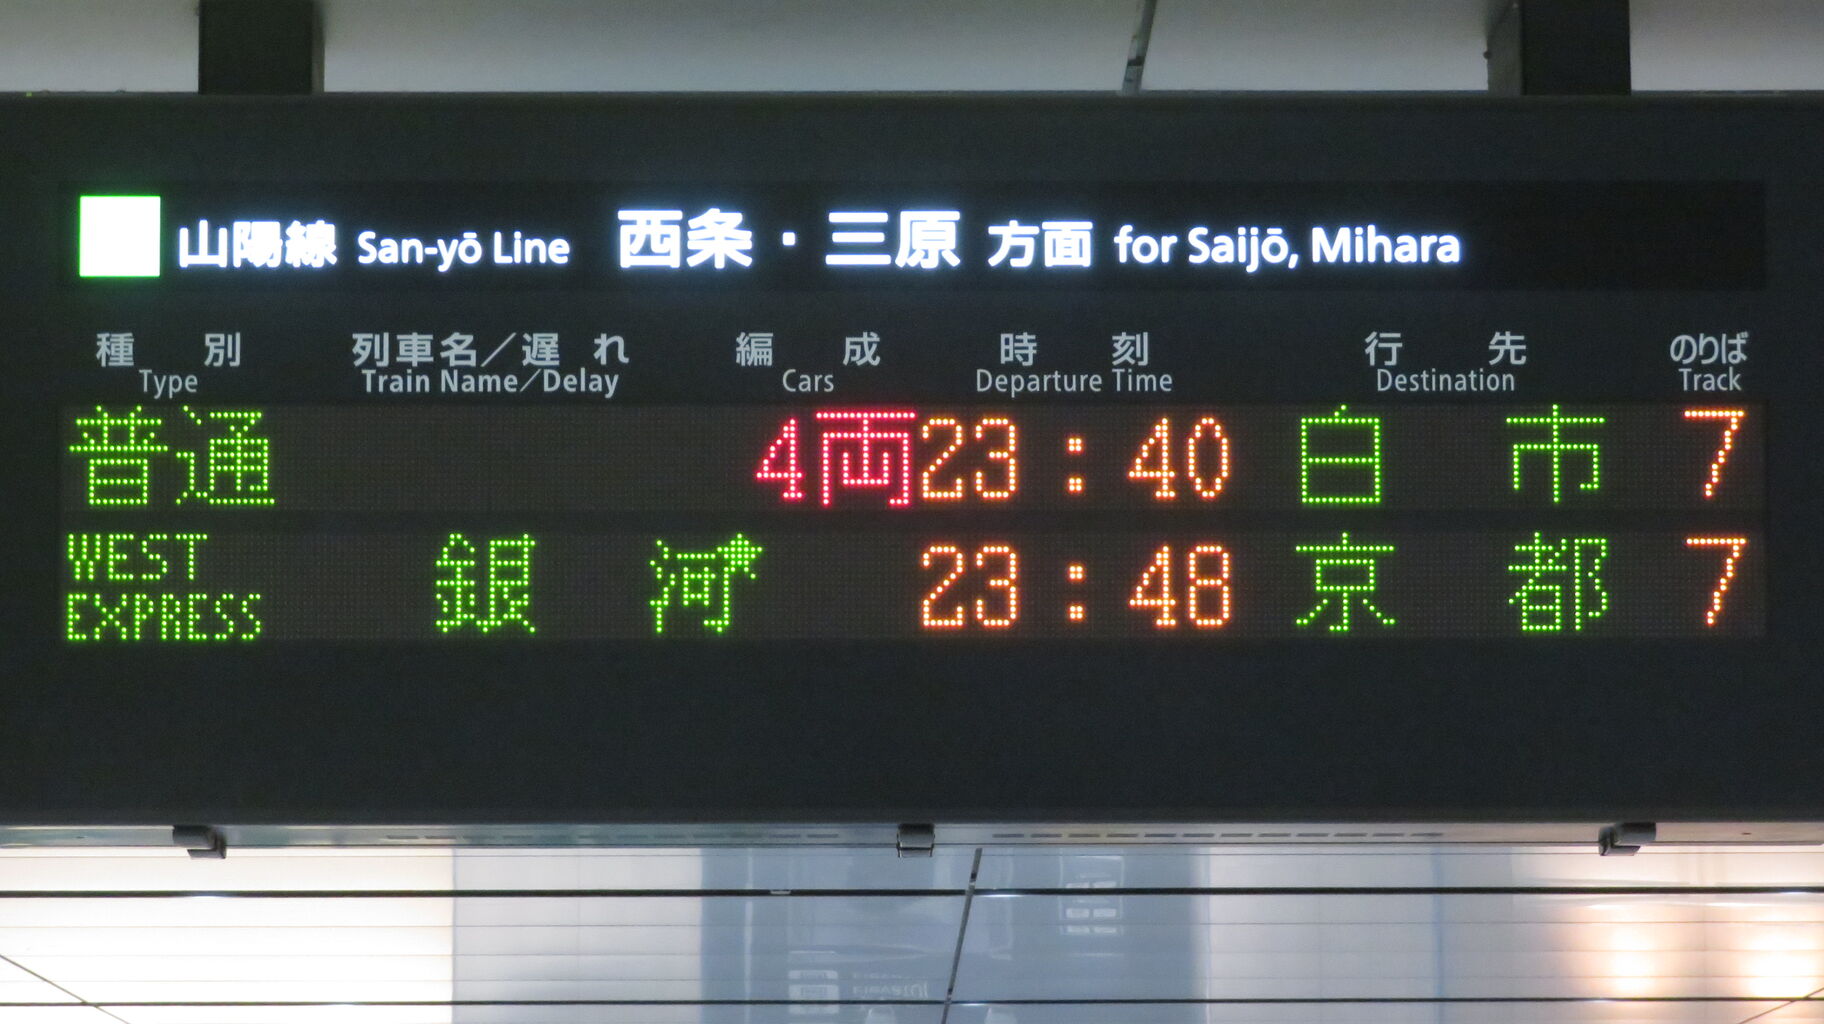 山陽線 San-yō Line 西条・三原 方面 for Saijō, Mihara
種別 列車名／遅れ 編成 時刻 行先 のりば
Type Train Name／Delay Cars Departure Time Destination Track
普通 4両 23:40 白市 7
WEST EXPRESS 銀河 23:48 京都 7